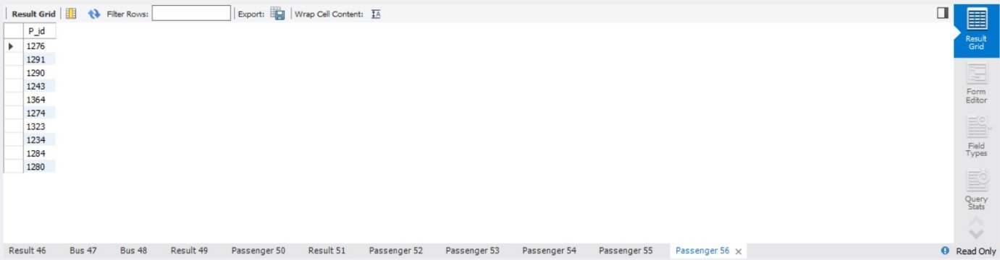 Result Grid Filter Rows: Export: Wrap Cell Content: IA
P_id
1276
1291
1290
1243
1364
1274
1323
1234
1284
1280
Result
Grid
Form
Editor
Field
Types
Query
Stats
Result 46 Bus 47 Bus 48 Result 49 Passenger 50 Result 51 Passenger 52 Passenger 53 Passenger 54 Passenger 55 Passenger 56 × Read Only